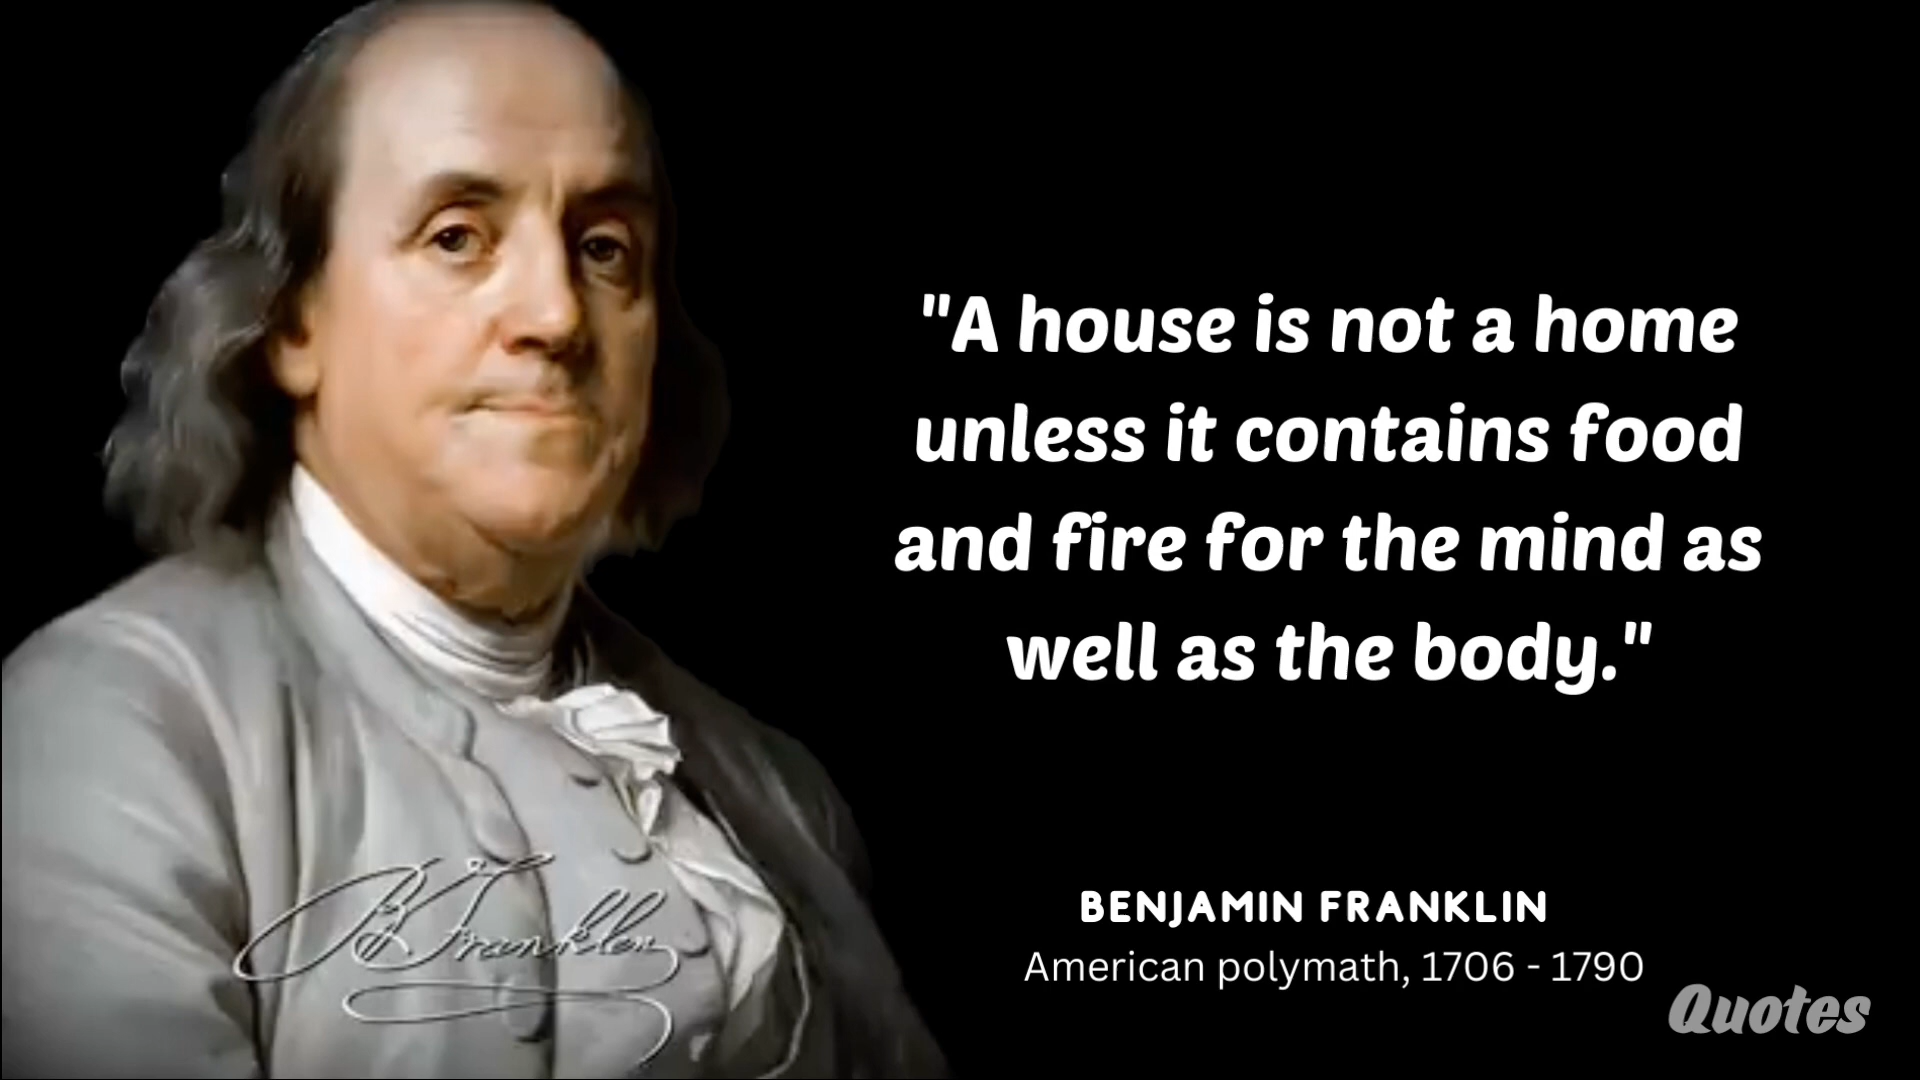 "A house is not a home
unless it contains food
and fire for the mind as
well as the body."
BENJAMIN FRANKLIN
American polymath, 1706 - 1790
Quotes
B Franklin